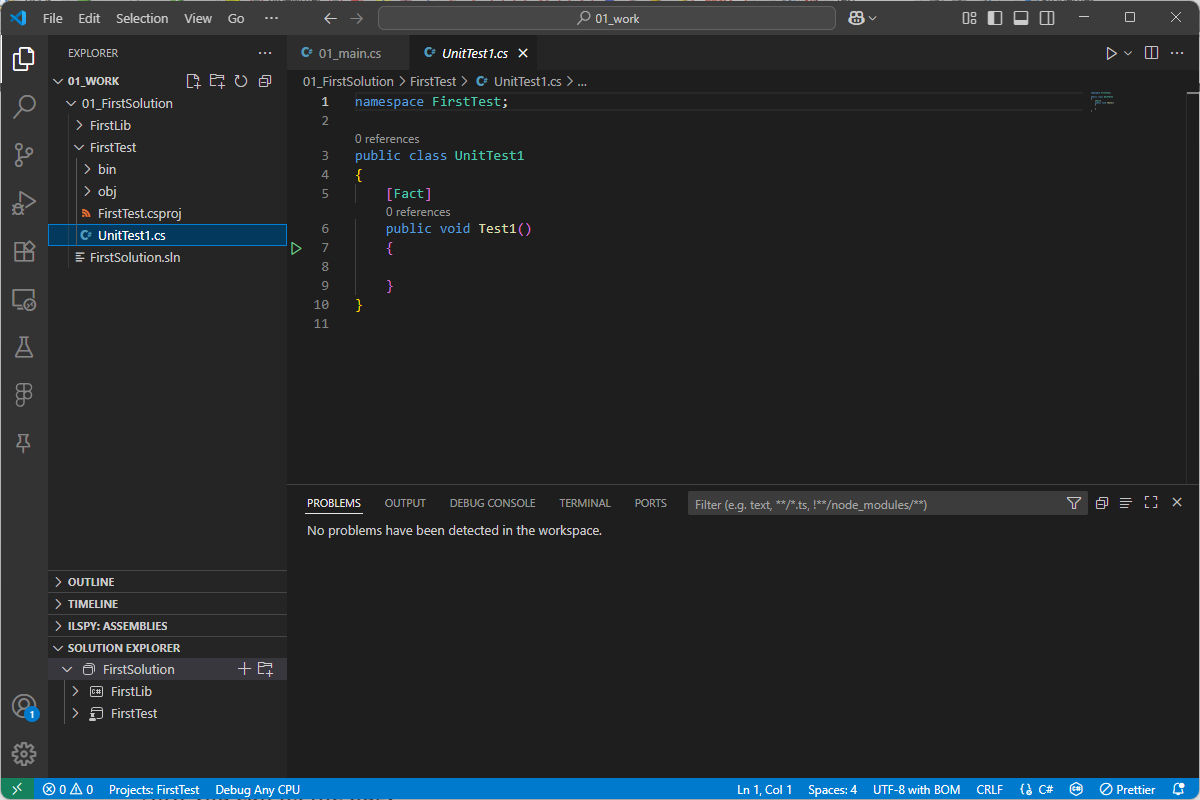 File Edit Selection View Go ··· 01_work
EXPLORER ···
01_WORK
01_FirstSolution
FirstLib
FirstTest
bin
obj
FirstTest.csproj
UnitTest1.cs
FirstSolution.sln
OUTLINE
TIMELINE
ILSPY: ASSEMBLIES
SOLUTION EXPLORER
FirstSolution
FirstLib
FirstTest
1
01_main.cs UnitTest1.cs
01_FirstSolution > FirstTest > UnitTest1.cs > ...
1 namespace FirstTest;
2
0 references
3 public class UnitTest1
4 {
5 [Fact]
0 references
6 public void Test1()
7 {
8
9 }
10 }
11
PROBLEMS OUTPUT DEBUG CONSOLE TERMINAL PORTS Filter (e.g. text, **/*.ts, !**/node_modules/**)
No problems have been detected in the workspace.
0 0 Projects: FirstTest Debug Any CPU Ln 1, Col 1 Spaces: 4 UTF-8 with BOM CRLF {} C# Prettier